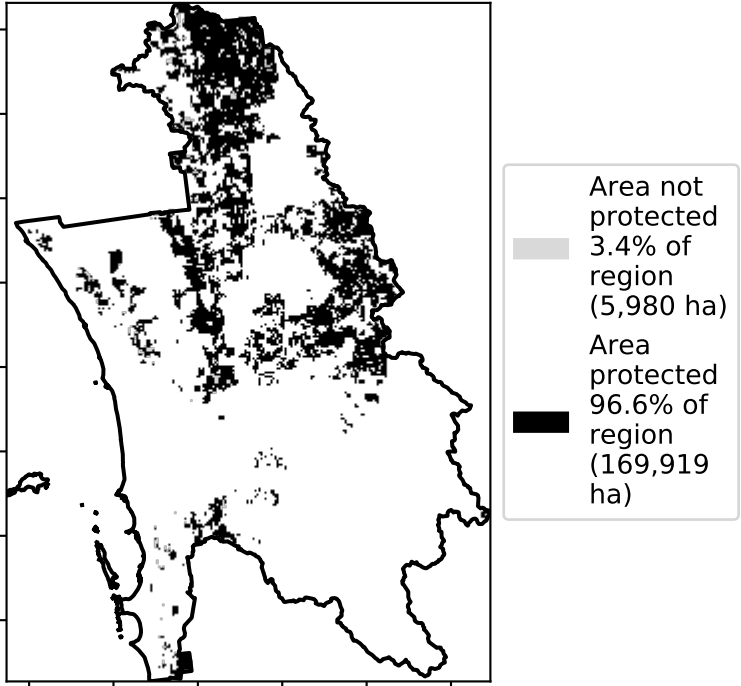 Area not
protected
3.4% of
region
(5,980 ha)
Area
protected
96.6% of
region
(169,919
ha)